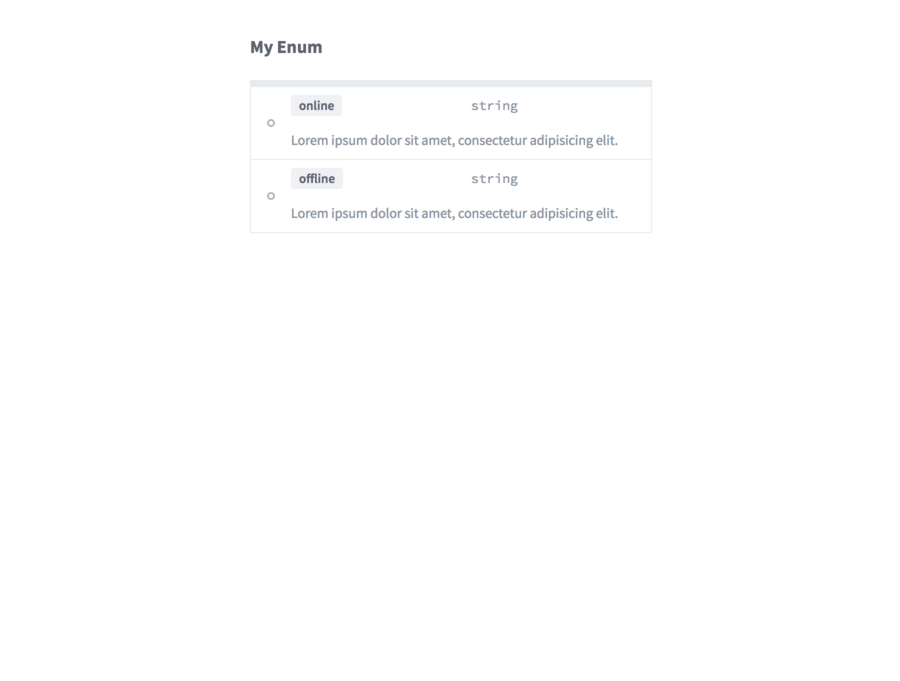 My Enum
online string
Lorem ipsum dolor sit amet, consectetur adipisicing elit.
offline string
Lorem ipsum dolor sit amet, consectetur adipisicing elit.